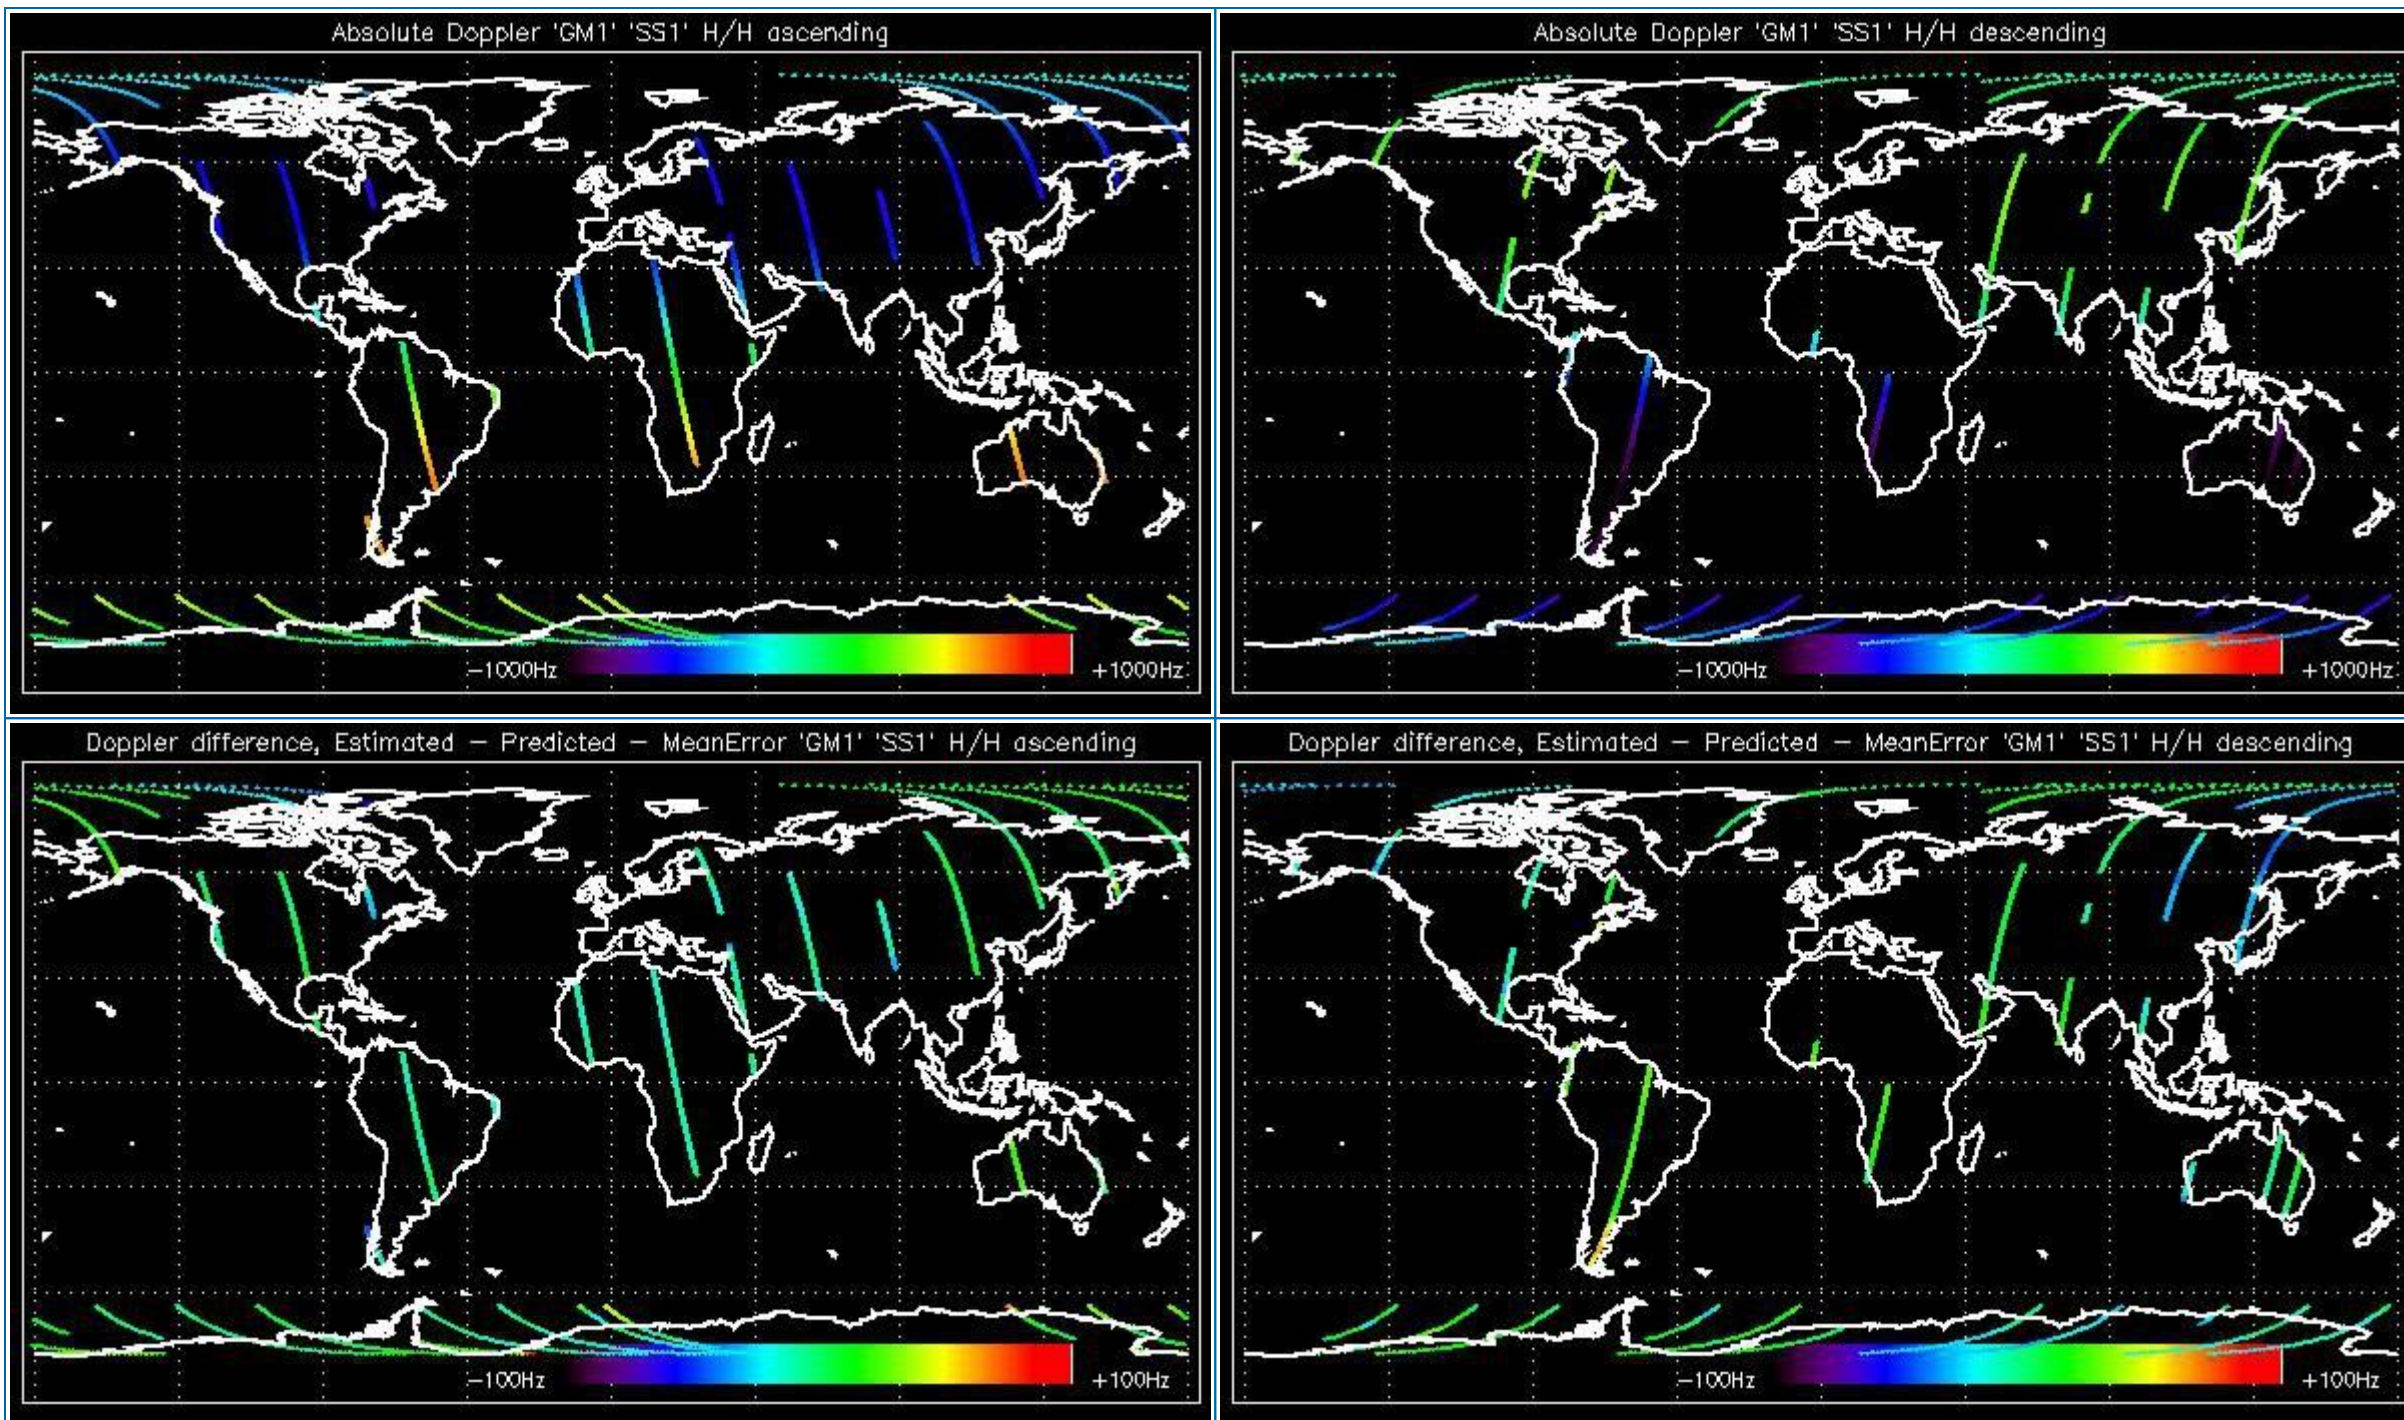 Absolute Doppler 'GM1' 'SS1' H/H ascending
-1000Hz
+1000Hz
Absolute Doppler 'GM1' 'SS1' H/H descending
-1000Hz
+1000Hz
Doppler difference, Estimated - Predicted - MeanError 'GM1' 'SS1' H/H ascending
-100Hz
+100Hz
Doppler difference, Estimated - Predicted - MeanError 'GM1' 'SS1' H/H descending
-100Hz
+100Hz